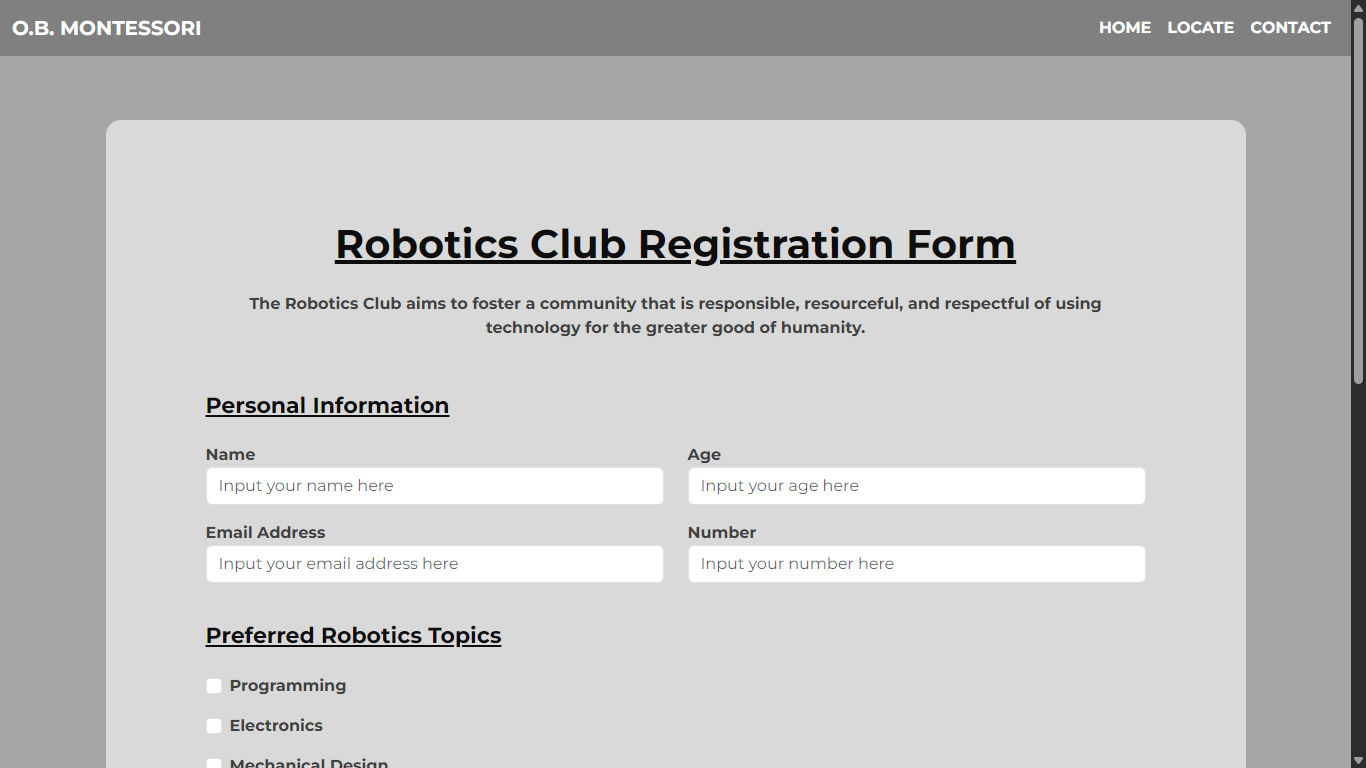 O.B. MONTESSORI
HOME LOCATE CONTACT
Robotics Club Registration Form
The Robotics Club aims to foster a community that is responsible, resourceful, and respectful of using
technology for the greater good of humanity.
Personal Information
Name
Age
Input your name here
Input your age here
Email Address
Number
Input your email address here
Input your number here
Preferred Robotics Topics
Programming
Electronics
Mechanical Design